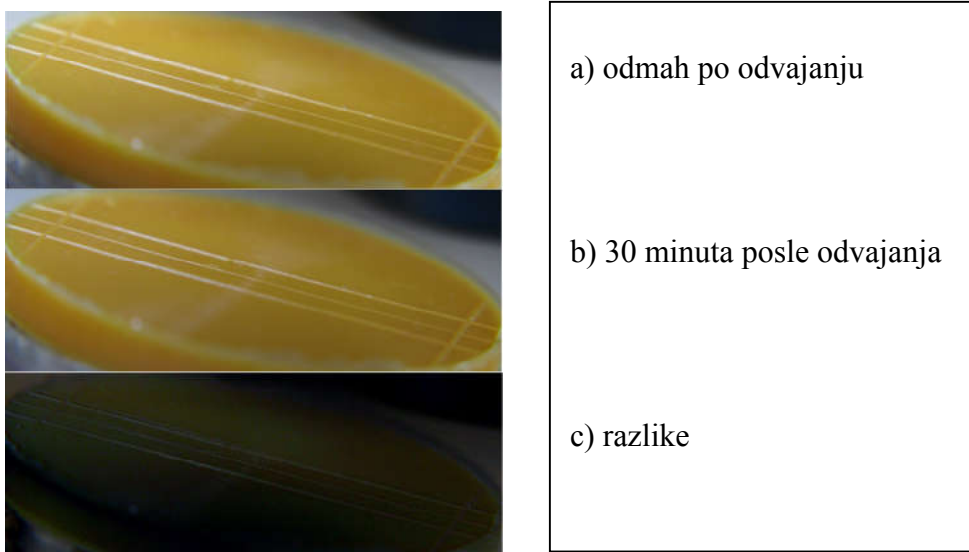 a) odmah po odvajanju
b) 30 minuta posle odvajanja
c) razlike